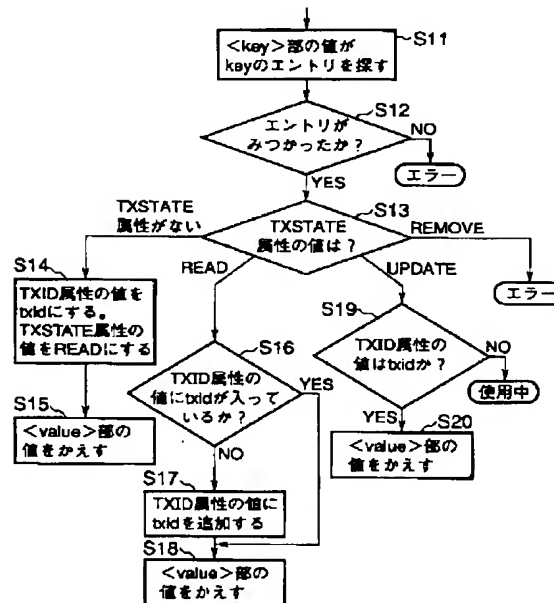 S11
<key>部の値が
keyのエントリを探す
S12
エントリが
みつかったか？
NO
エラー
YES
S13
TXSTATE
属性がない
TXSTATE
属性の値は？
REMOVE
エラー
READ
UPDATE
S14
TXID属性の値を
txidにする。
TXSTATE属性の
値をREADにする
S15
<value>部の
値をかえす
S16
TXID属性の
値にtxidが入って
いるか？
YES
NO
S17
TXID属性の値に
txidを追加する
S18
<value>部の
値をかえす
S19
TXID属性の
値はtxidか？
NO
使用中
YES
S20
<value>部の
値をかえす